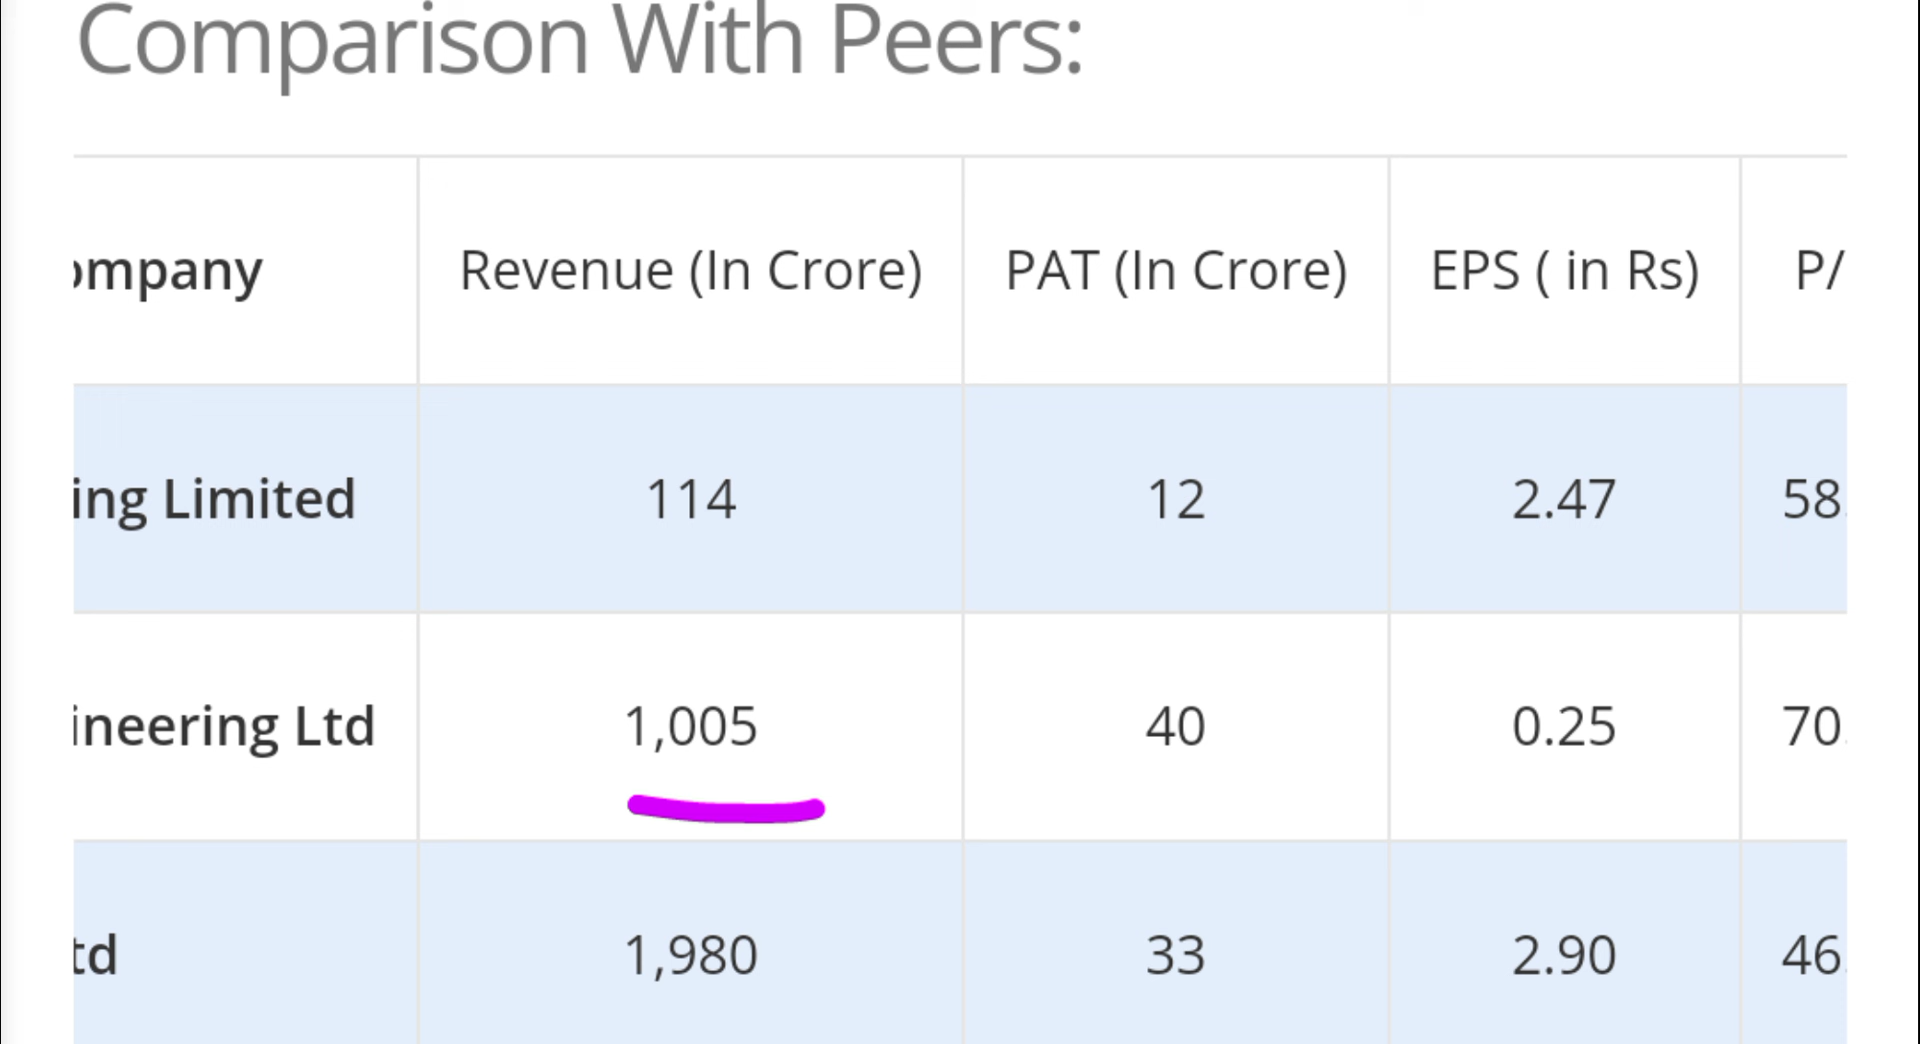 Comparison With Peers:
ompany Revenue (In Crore) PAT (In Crore) EPS ( in Rs) P/
ing Limited 114 12 2.47 58.
ineering Ltd 1,005 40 0.25 70.
td 1,980 33 2.90 46.